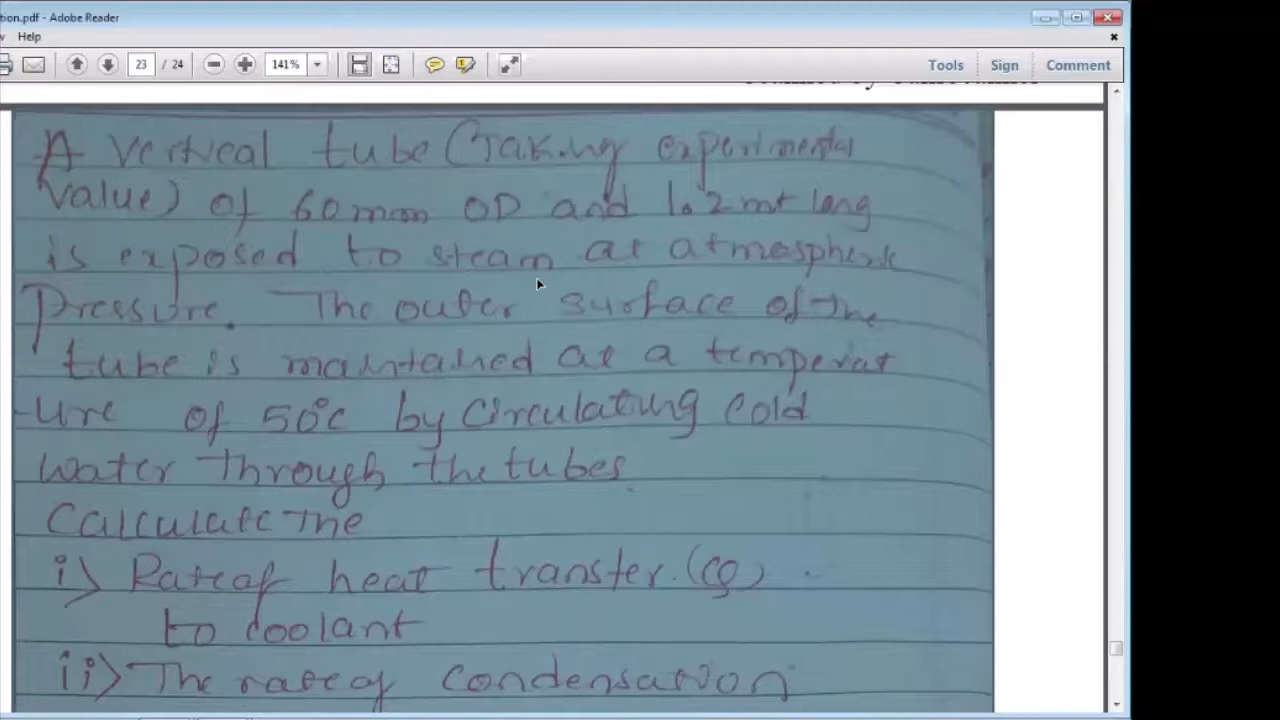 tion.pdf - Adobe Reader
Help
23 / 24 141% Tools Sign Comment
A vertical tube (Taking experimental
value) of 60mm OD and 1.2 mt long
is exposed to steam at atmospheric
Pressure. The outer surface of the
tube is maintained at a temperat
-ure of 50°C by Circulating cold
water through the tubes
Calculate the
i) Rate of heat transfer. (Q)
to coolant
ii) The rate of condensation